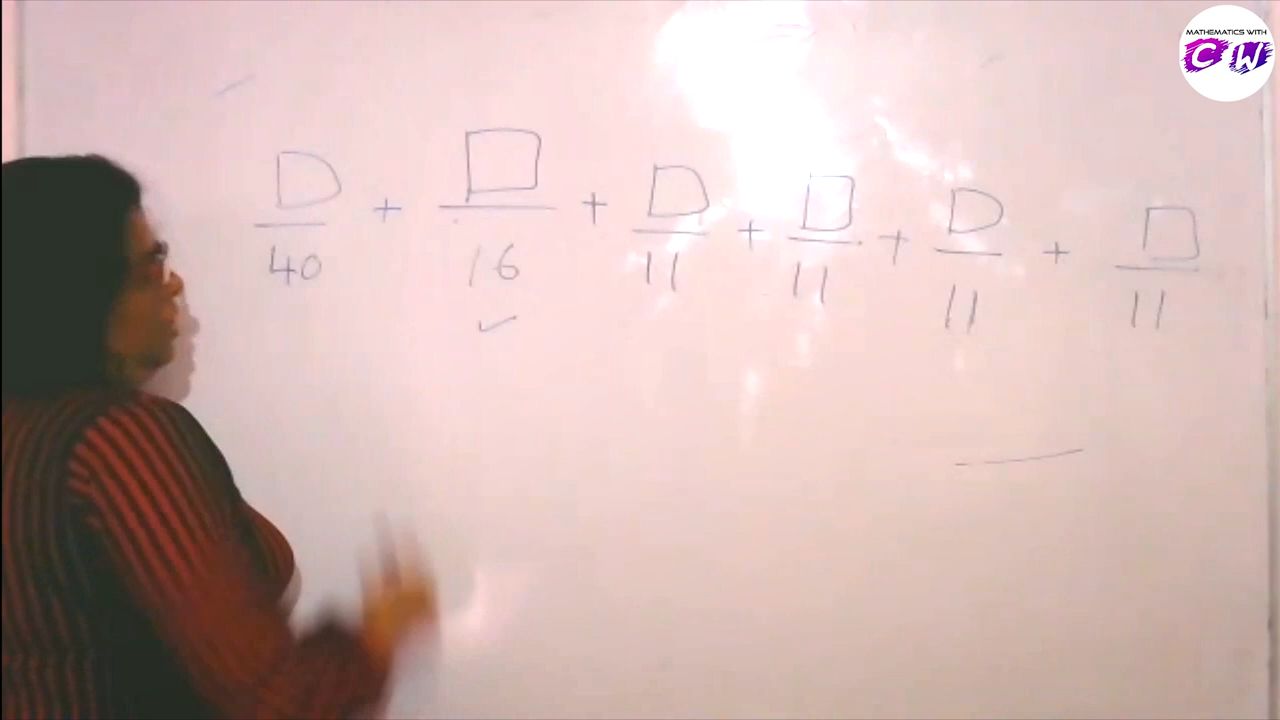 MATHEMATICS WITH
CW
□ + □ + □ + □ + □ + □
40 16 11 11 11 11